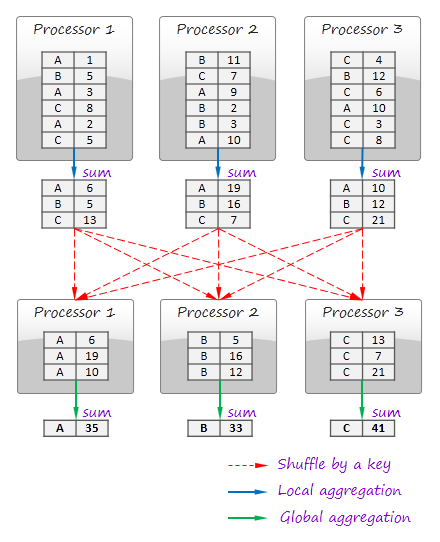 Processor 1 Processor 2 Processor 3
A 1 B 11 C 4
B 5 C 7 B 12
A 3 A 9 C 6
C 8 B 2 A 10
A 2 B 3 C 3
C 5 A 10 C 8
sum sum sum
A 6 A 19 A 10
B 5 B 16 B 12
C 13 C 7 C 21
Processor 1 Processor 2 Processor 3
A 6 B 5 C 13
A 19 B 16 C 7
A 10 B 12 C 21
sum sum sum
A 35 B 33 C 41
Shuffle by a key
Local aggregation
Global aggregation